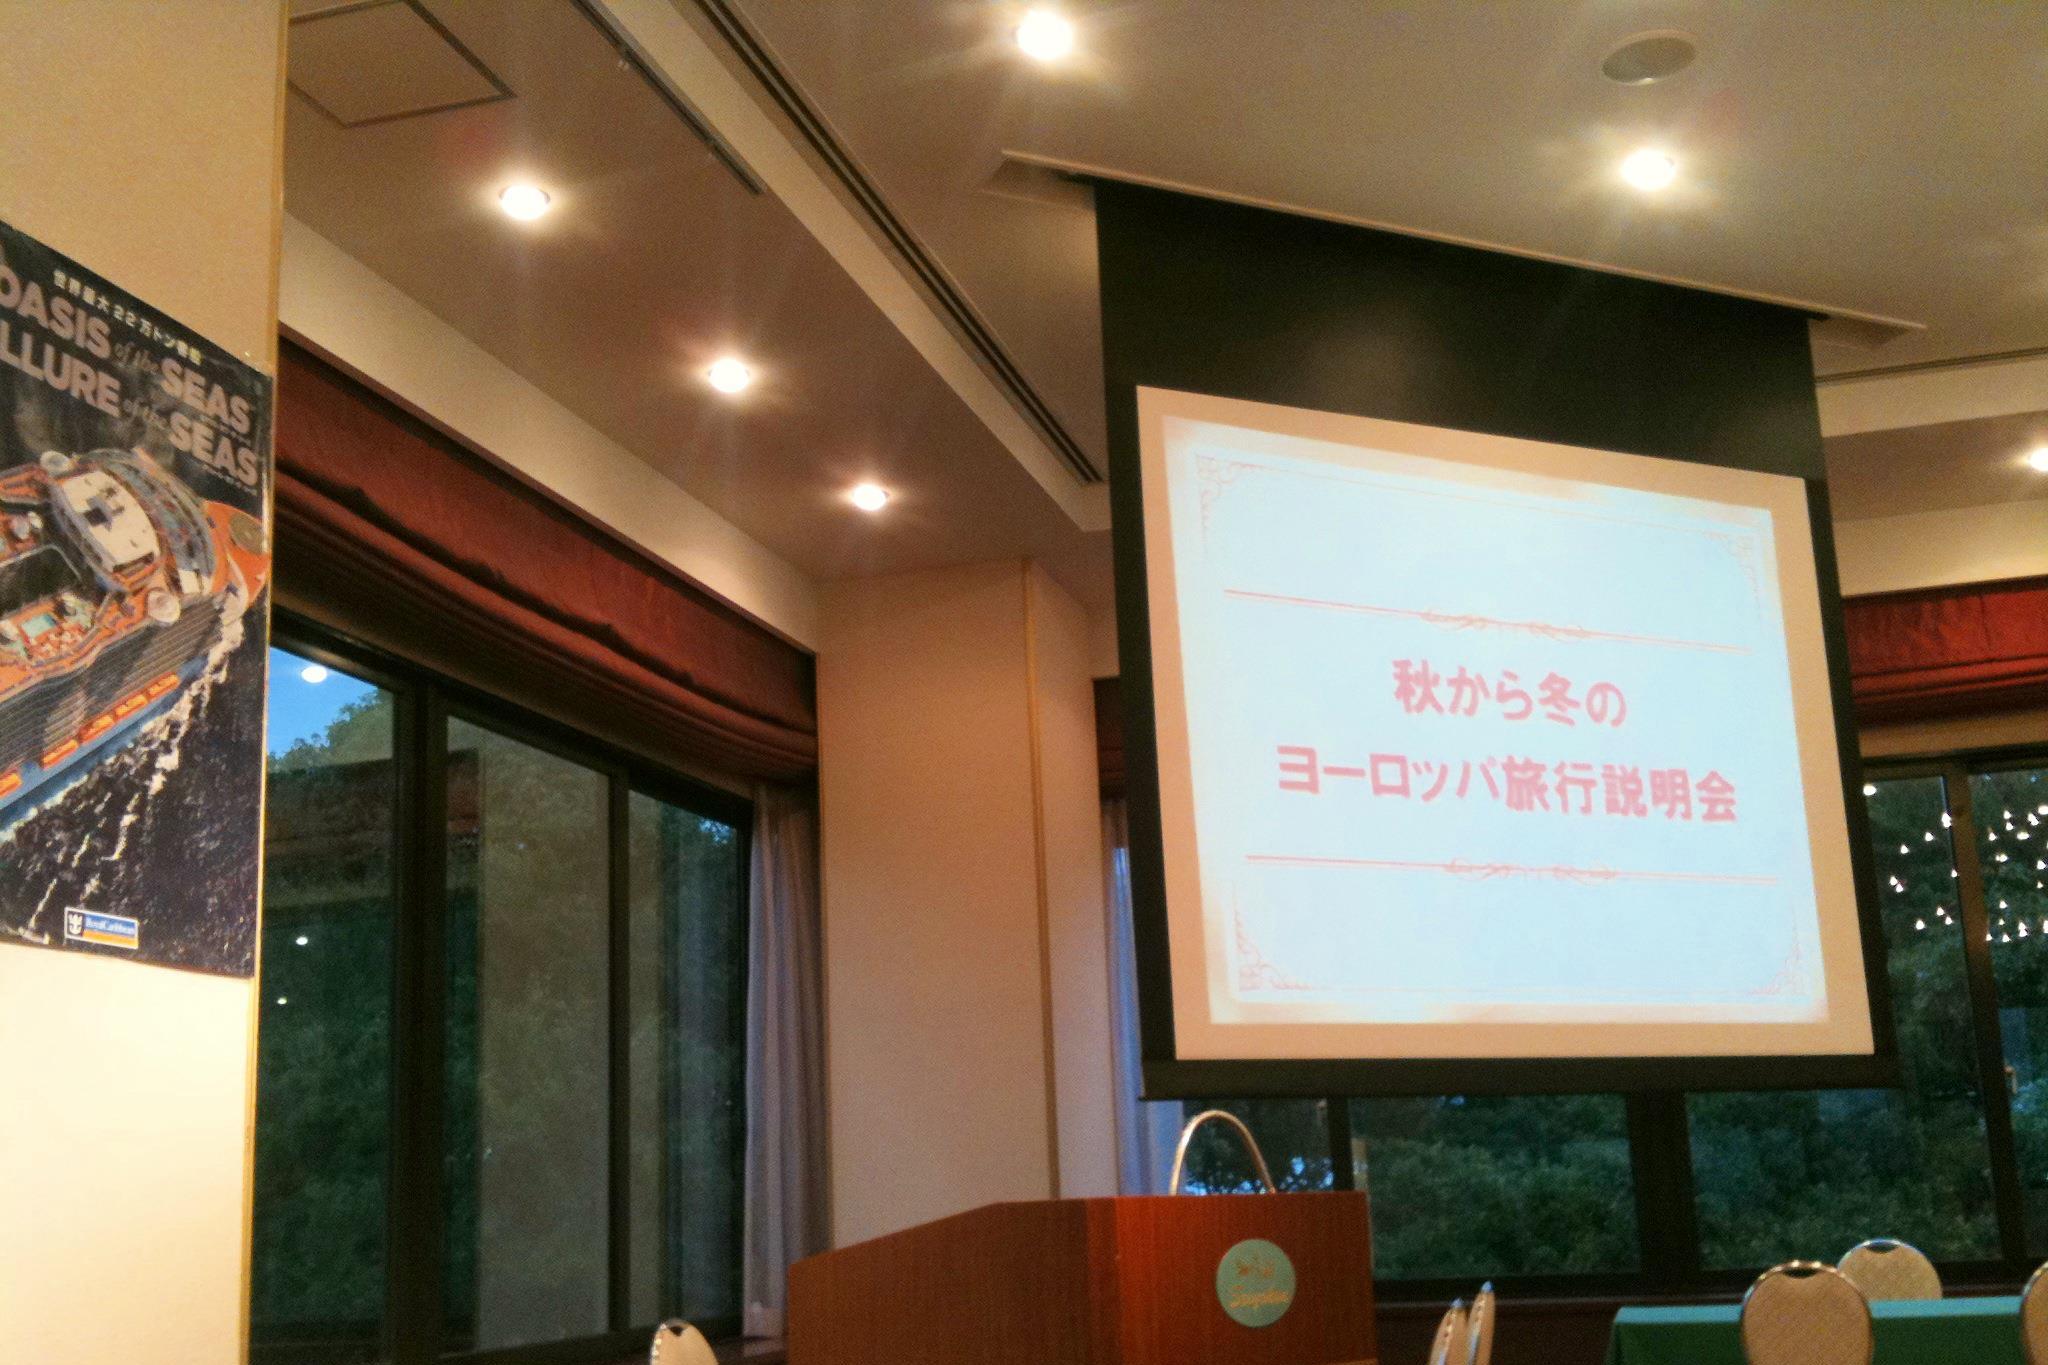 世界最大22万トン客船
OASIS of the SEAS
ALLURE of the SEAS
RoyalCaribbean
秋から冬の
ヨーロッパ旅行説明会